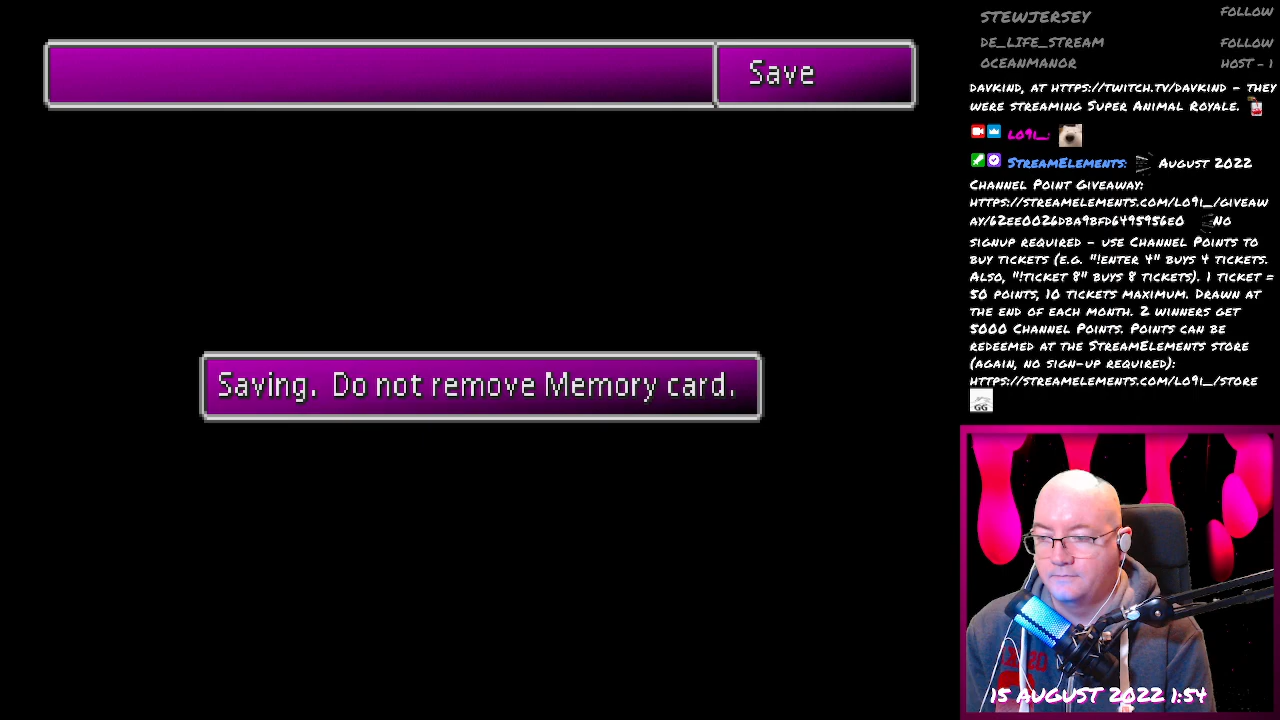 Save
Saving. Do not remove Memory card.
STEWJERSEY FOLLOW
DE_LIFE_STREAM FOLLOW
OCEANMANOR HOST - 1
DAVKIND, AT HTTPS://TWITCH.TV/DAVKIND - THEY
WERE STREAMING SUPER ANIMAL ROYALE.
LO91_:
STREAMELEMENTS: AUGUST 2022
CHANNEL POINT GIVEAWAY:
HTTPS://STREAMELEMENTS.COM/LO91_/GIVEAW
AY/62EE0026DBA9BFD6495956E0 NO
SIGNUP REQUIRED - USE CHANNEL POINTS TO
BUY TICKETS (E.G. "!ENTER 4" BUYS 4 TICKETS.
ALSO, "!TICKET 8" BUYS 8 TICKETS). 1 TICKET =
50 POINTS, 10 TICKETS MAXIMUM. DRAWN AT
THE END OF EACH MONTH. 2 WINNERS GET
5000 CHANNEL POINTS. POINTS CAN BE
REDEEMED AT THE STREAMELEMENTS STORE
(AGAIN, NO SIGN-UP REQUIRED):
HTTPS://STREAMELEMENTS.COM/LO91_/STORE
GG
15 AUGUST 2022 1:54